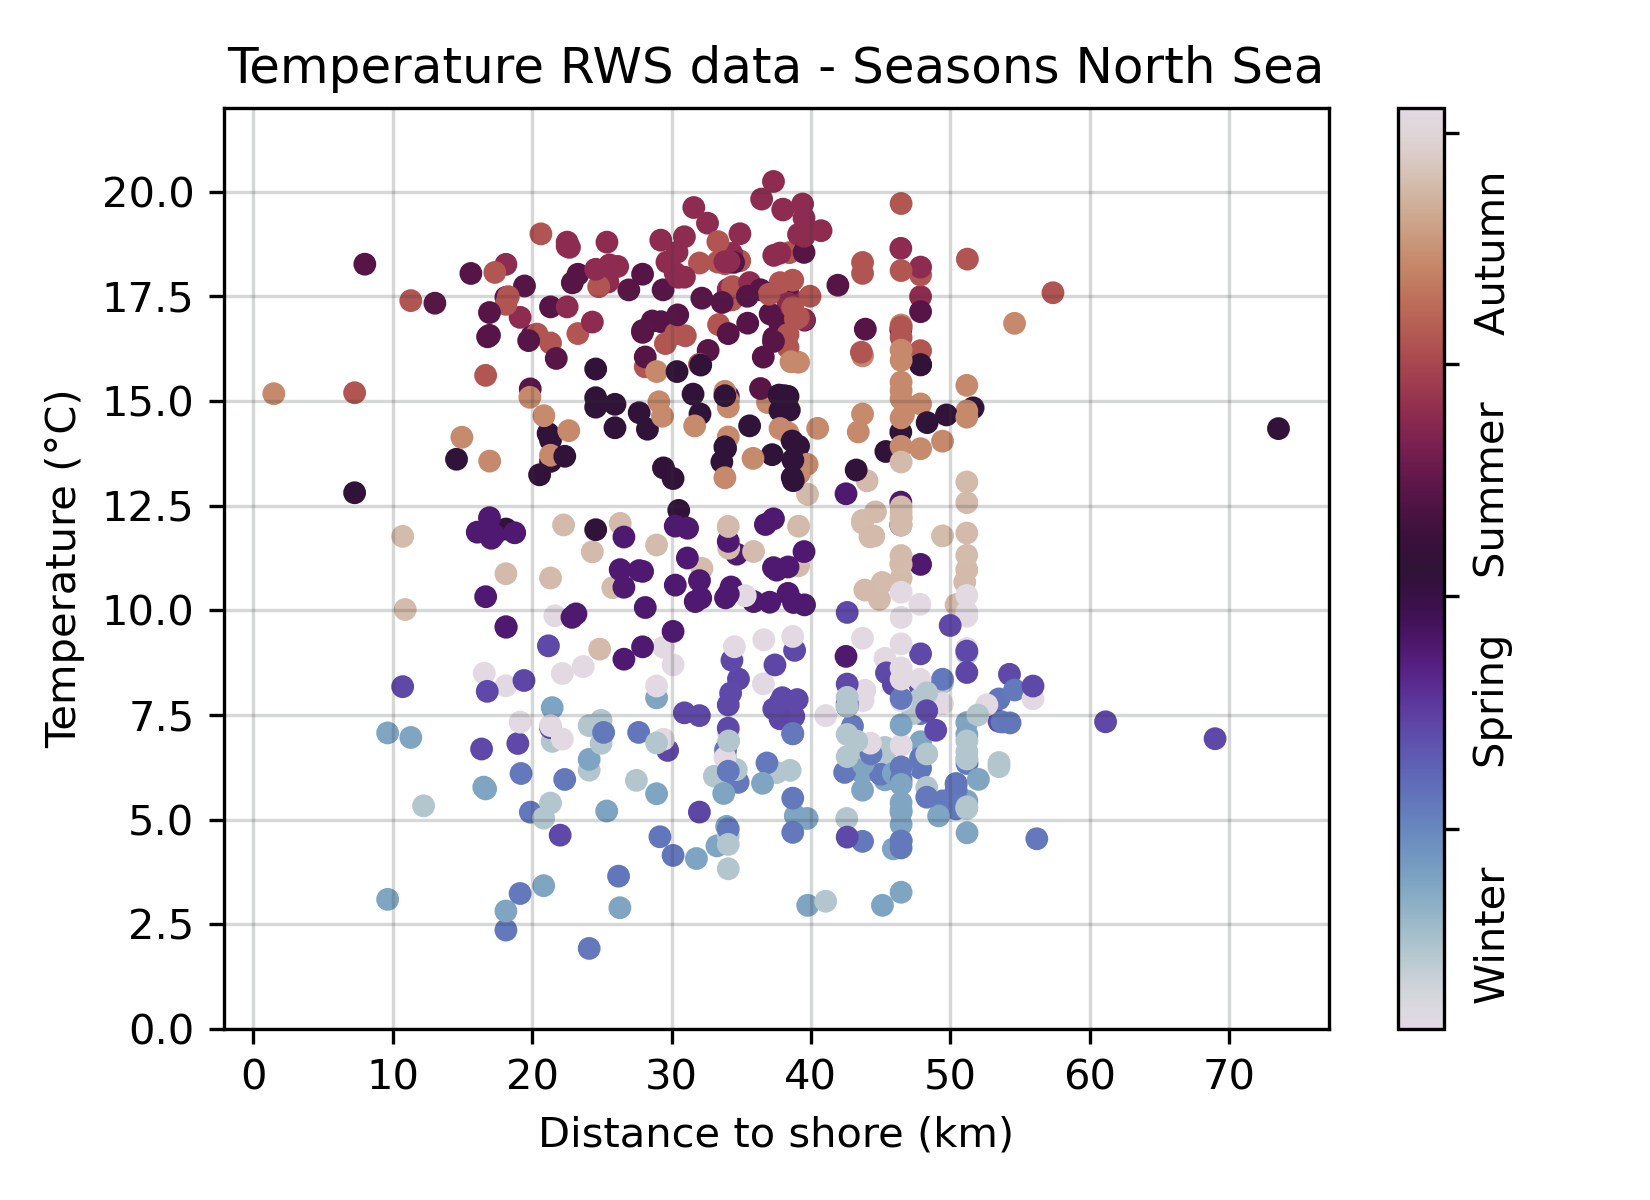 Temperature RWS data - Seasons North Sea
20.0
17.5
15.0
12.5
10.0
7.5
5.0
2.5
0.0
Temperature (°C)
0 10 20 30 40 50 60 70
Distance to shore (km)
Autumn
Summer
Spring
Winter